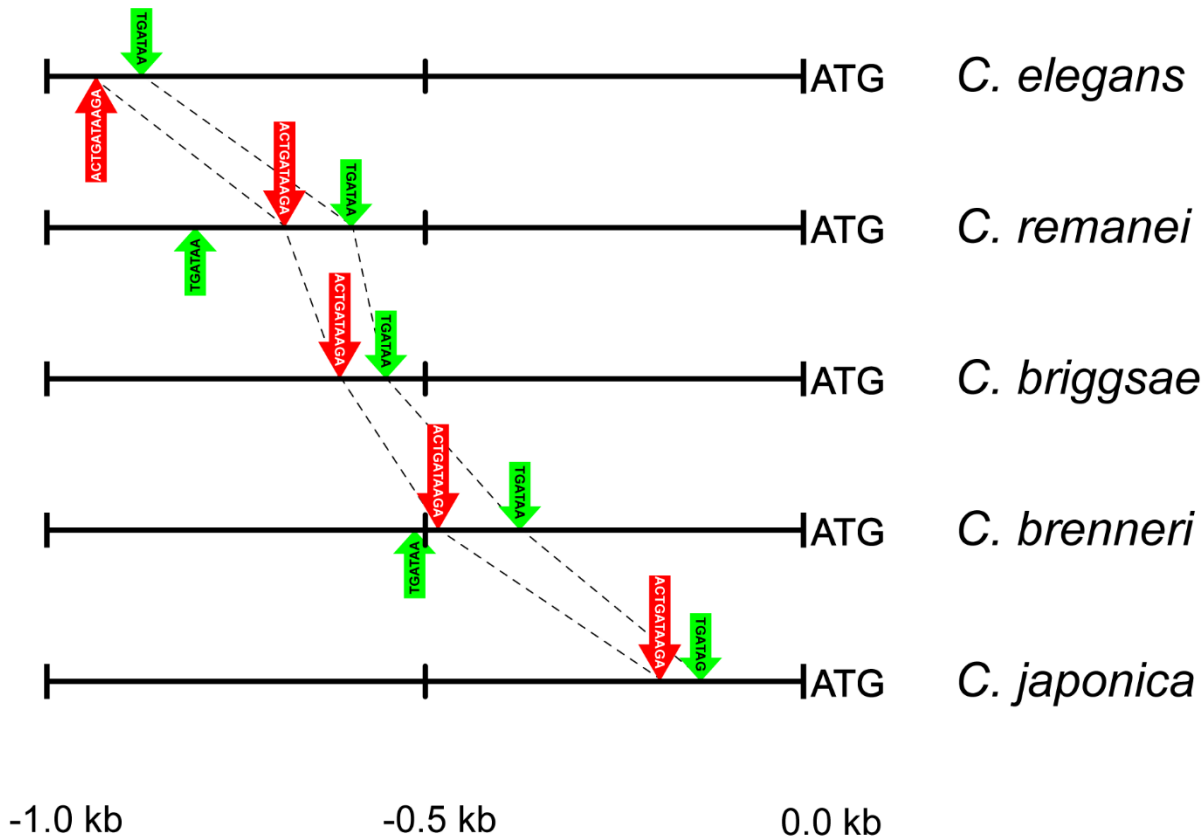 TGATAA
ATG C. elegans
ACTGATAAGA
ACTGATAAGA
TGATAA
ATG C. remanei
TGATAA
ACTGATAAGA
TGATAA
ATG C. briggsae
ACTGATAAGA
TGATAA
ATG C. brenneri
TGATAA
ACTGATAAGA
TGATAG
ATG C. japonica
-1.0 kb -0.5 kb 0.0 kb